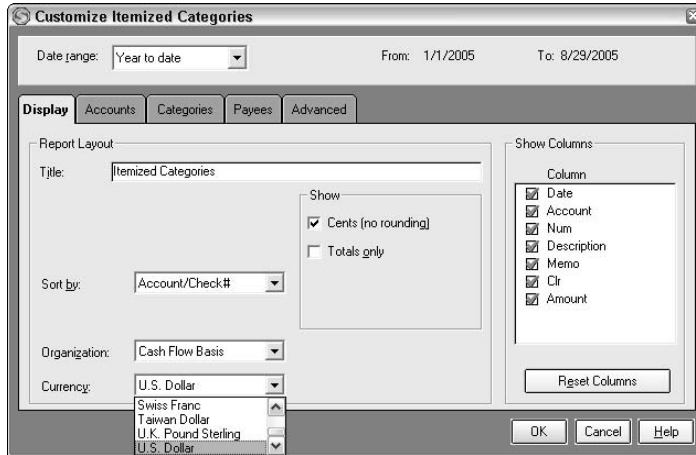 Customize Itemized Categories
Date range: Year to date From: 1/1/2005 To: 8/29/2005
Display Accounts Categories Payees Advanced
Report Layout
Title: Itemized Categories
Show
Cents (no rounding)
Totals only
Sort by: Account/Check#
Organization: Cash Flow Basis
Currency: U.S. Dollar
Swiss Franc
Taiwan Dollar
U.K. Pound Sterling
U.S. Dollar
Show Columns
Column
Date
Account
Num
Description
Memo
Clr
Amount
Reset Columns
OK Cancel Help